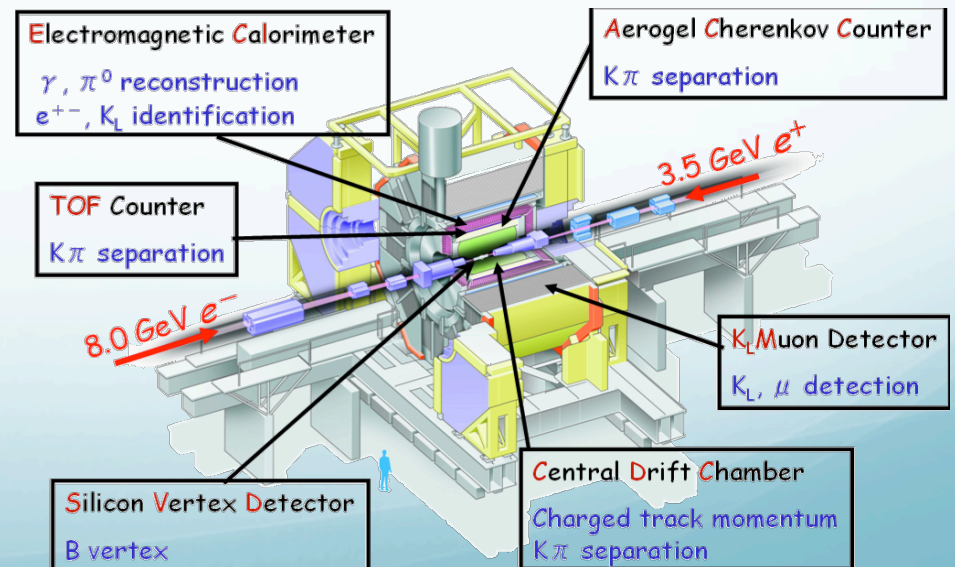 Electromagnetic Calorimeter
γ, π⁰ reconstruction
e⁺⁻, K_L identification
Aerogel Cherenkov Counter
Kπ separation
3.5 GeV e⁺
TOF Counter
Kπ separation
8.0 GeV e⁻
K_LMuon Detector
K_L, μ detection
Central Drift Chamber
Charged track momentum
Kπ separation
Silicon Vertex Detector
B vertex